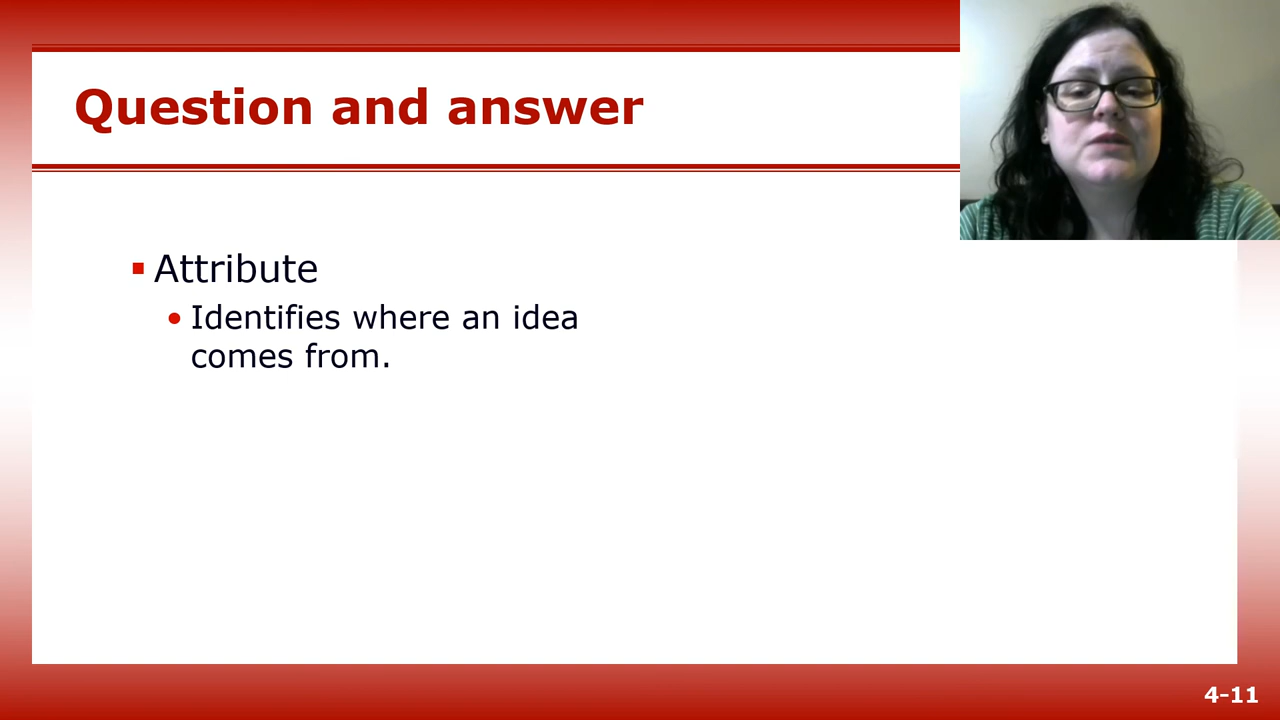 Question and answer
Attribute
Identifies where an idea
comes from.
4-11